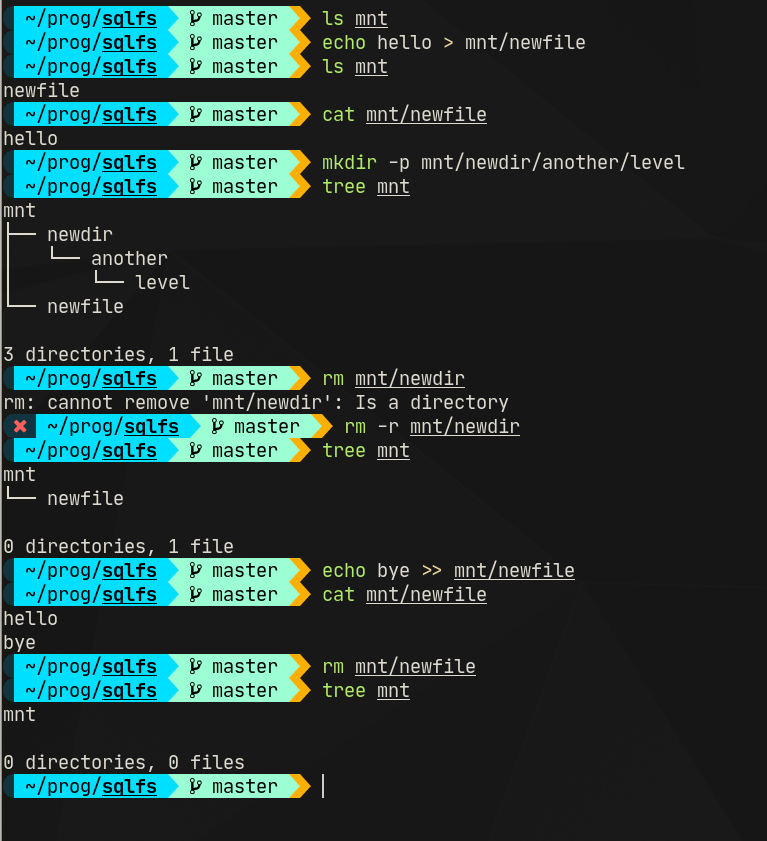 ~/prog/sqlfs master ls mnt
~/prog/sqlfs master echo hello > mnt/newfile
~/prog/sqlfs master ls mnt
newfile
~/prog/sqlfs master cat mnt/newfile
hello
~/prog/sqlfs master mkdir -p mnt/newdir/another/level
~/prog/sqlfs master tree mnt
mnt
├── newdir
│   └── another
│       └── level
└── newfile

3 directories, 1 file
~/prog/sqlfs master rm mnt/newdir
rm: cannot remove 'mnt/newdir': Is a directory
✖ ~/prog/sqlfs master rm -r mnt/newdir
~/prog/sqlfs master tree mnt
mnt
└── newfile

0 directories, 1 file
~/prog/sqlfs master echo bye >> mnt/newfile
~/prog/sqlfs master cat mnt/newfile
hello
bye
~/prog/sqlfs master rm mnt/newfile
~/prog/sqlfs master tree mnt
mnt

0 directories, 0 files
~/prog/sqlfs master